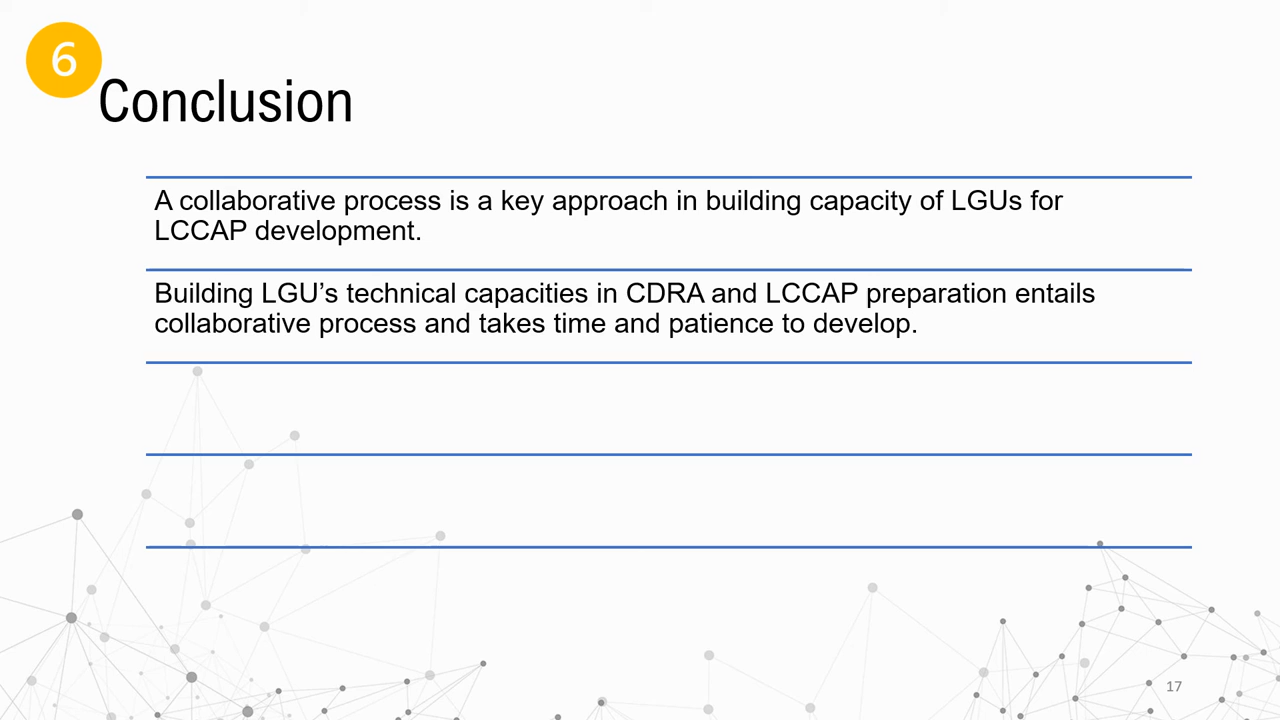 6
Conclusion
A collaborative process is a key approach in building capacity of LGUs for
LCCAP development.
Building LGU’s technical capacities in CDRA and LCCAP preparation entails
collaborative process and takes time and patience to develop.
17